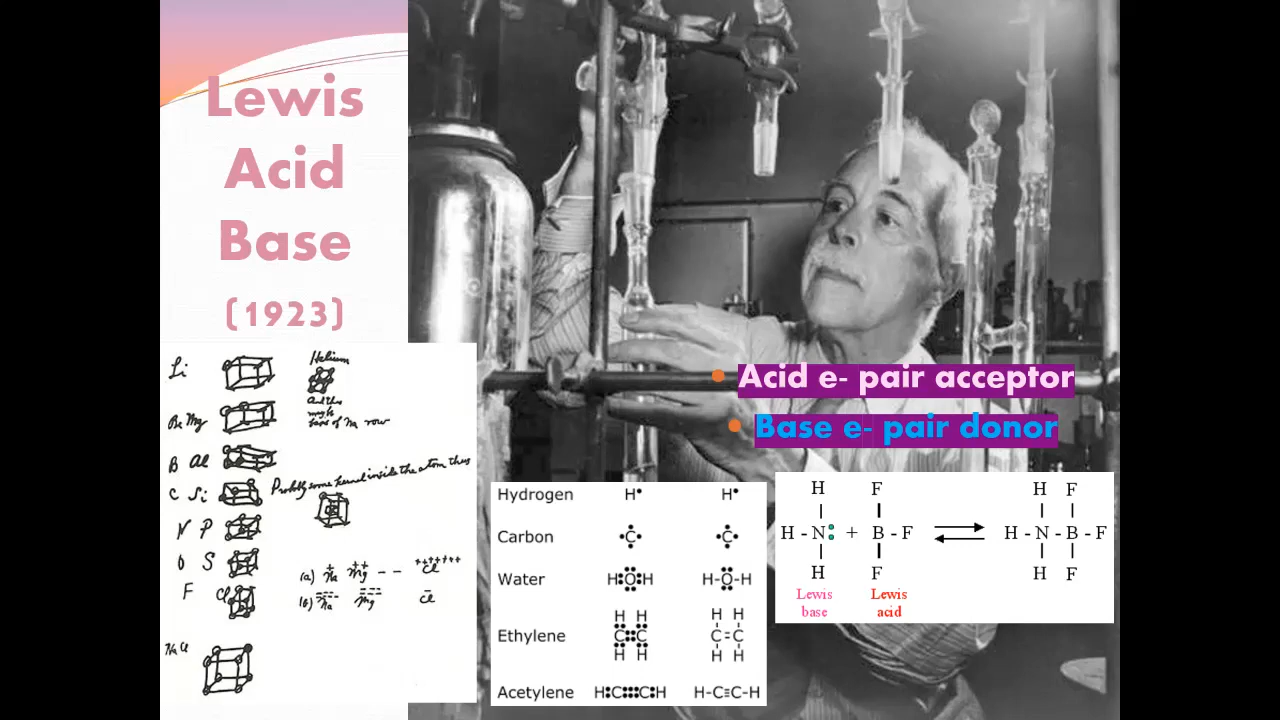 Lewis
Acid
Base
(1923)
Li
Helium
Be Mg
B Al
C Si
Probably some kernel inside the atom thus
N P
O S
F Cl
(a) Na Mg - - Cl
(b) Na Mg Cl
Na Cl
• Acid e- pair acceptor
• Base e- pair donor
Hydrogen H• H•
Carbon •C• •C•
Water H:O:H H-O-H
H H H H
Ethylene C::C C=C
H H H H
Acetylene H:C:::C:H H-C≡C-H
H F H F
H - N: + B - F H - N - B - F
H F H F
Lewis Lewis
base acid